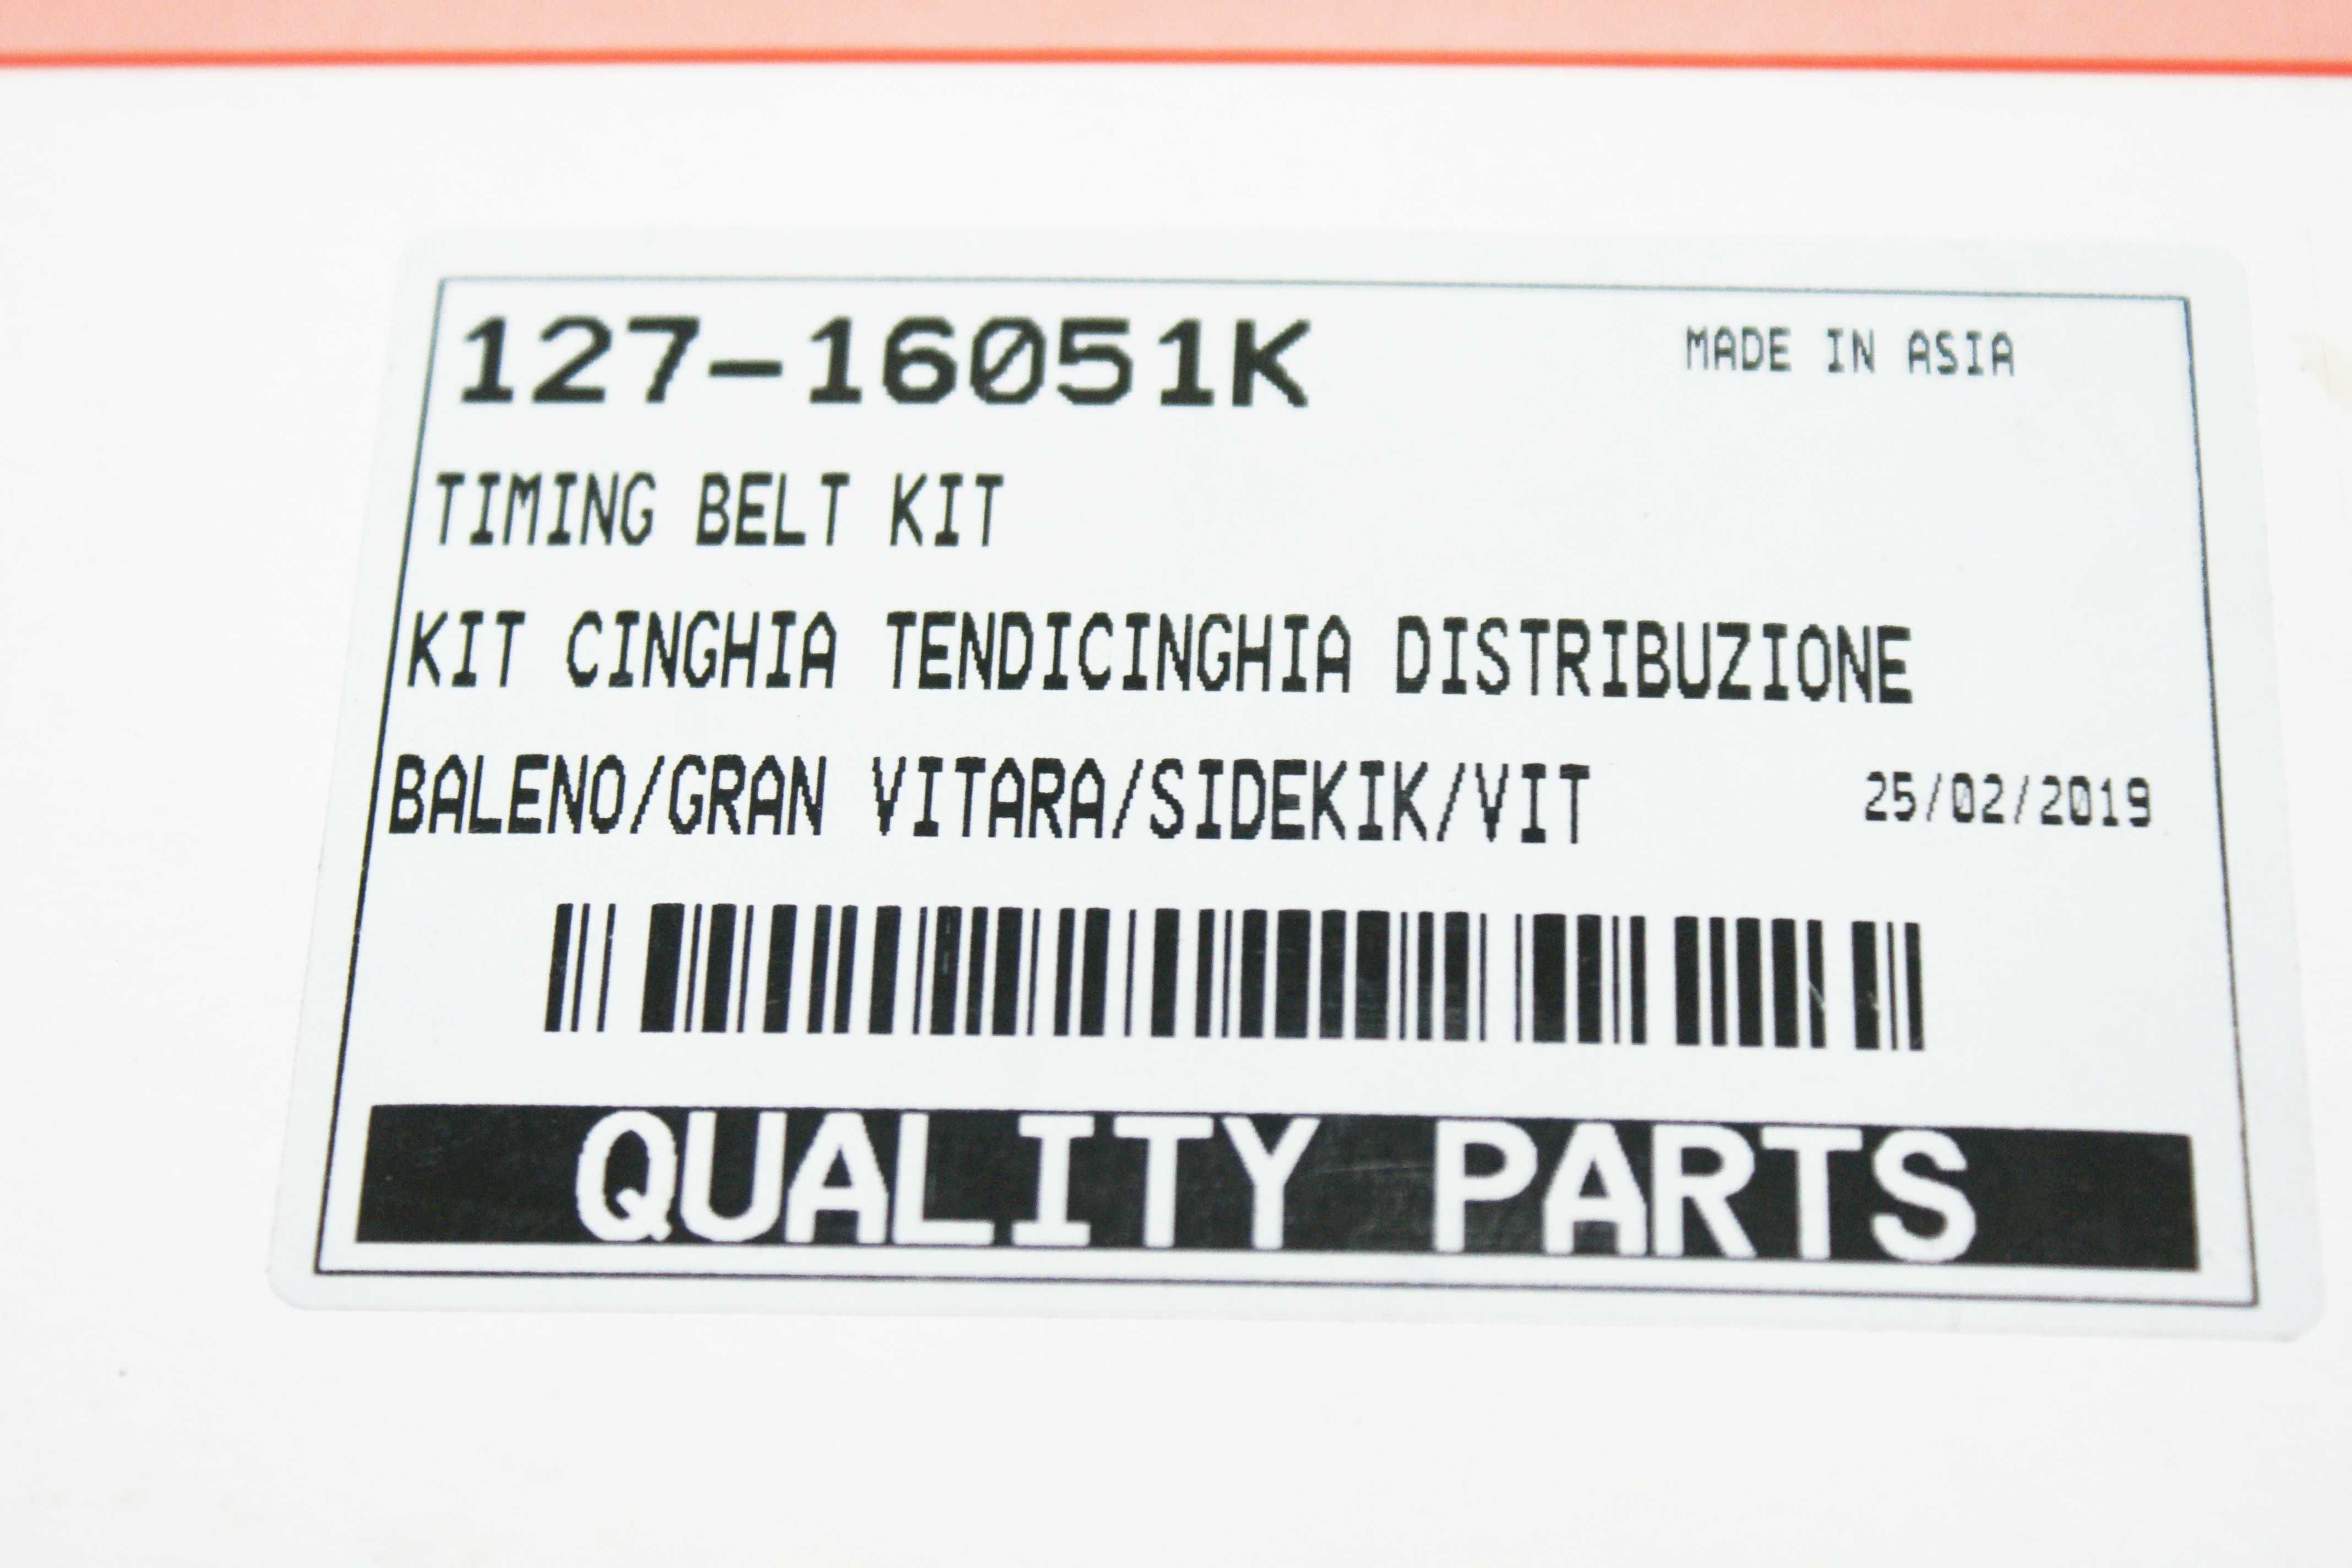 127-16051K MADE IN ASIA
TIMING BELT KIT
KIT CINGHIA TENDICINGHIA DISTRIBUZIONE
BALENO/GRAN VITARA/SIDEKIK/VIT 25/02/2019
QUALITY PARTS